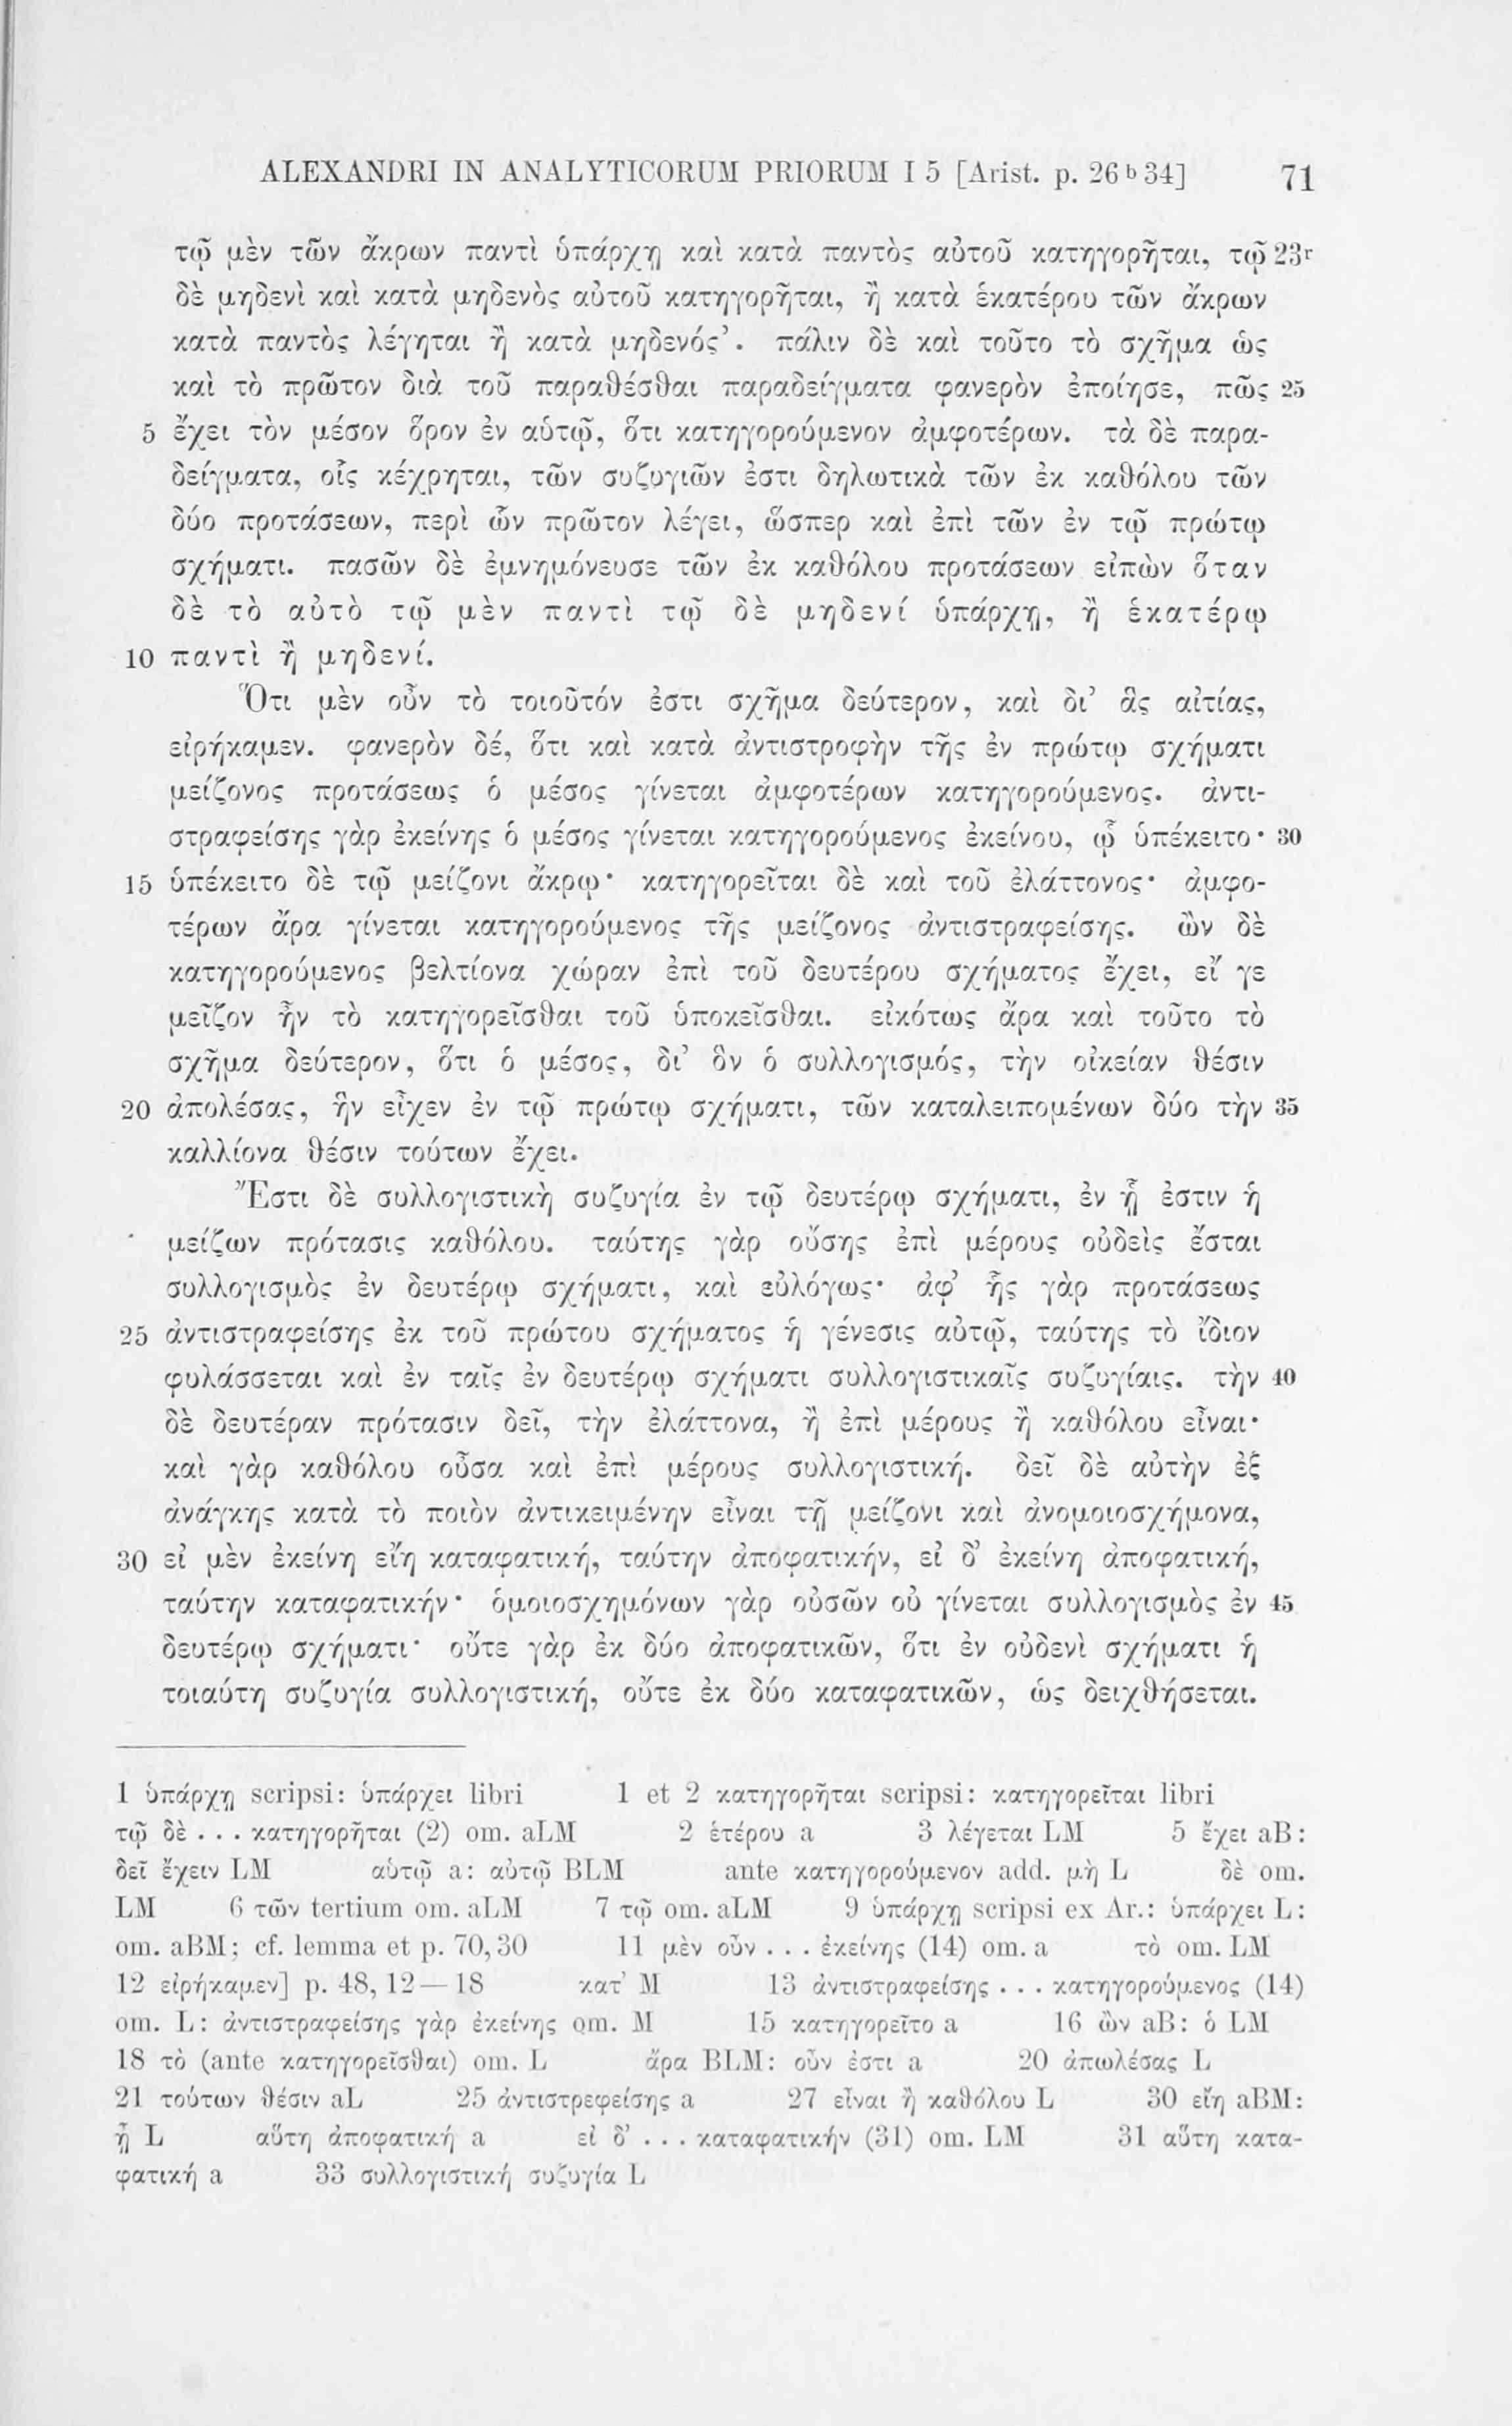 ALEXANDRI IN ANALYTICORUM PRIORUM I 5 [Arist. p. 26 b 34] 71
τῷ μὲν τῶν ἄκρων παντὶ ὑπάρχῃ καὶ κατὰ παντὸς αὐτοῦ κατηγορῆται, τῷ 23r
δὲ μηδενὶ καὶ κατὰ μηδενὸς αὐτοῦ κατηγορῆται, ἢ κατὰ ἑκατέρου τῶν ἄκρων
κατὰ παντὸς λέγηται ἢ κατὰ μηδενός’. πάλιν δὲ καὶ τοῦτο τὸ σχῆμα ὡς
καὶ τὸ πρῶτον διὰ τοῦ παραθέσθαι παραδείγματα φανερὸν ἐποίησε, πῶς 25
5 ἔχει τὸν μέσον ὅρον ἐν αὑτῷ, ὅτι κατηγορούμενον ἀμφοτέρων. τὰ δὲ παρα-
δείγματα, οἷς κέχρηται, τῶν συζυγιῶν ἐστι δηλωτικὰ τῶν ἐκ καθόλου τῶν
δύο προτάσεων, περὶ ὧν πρῶτον λέγει, ὥσπερ καὶ ἐπὶ τῶν ἐν τῷ πρώτῳ
σχήματι. πασῶν δὲ ἐμνημόνευσε τῶν ἐκ καθόλου προτάσεων εἰπὼν ὅταν
δὲ τὸ αὐτὸ τῷ μὲν παντὶ τῷ δὲ μηδενί ὑπάρχῃ, ἢ ἑκατέρῳ
10 παντὶ ἢ μηδενί.
Ὅτι μὲν οὖν τὸ τοιοῦτόν ἐστι σχῆμα δεύτερον, καὶ δι’ ἃς αἰτίας,
εἰρήκαμεν. φανερὸν δέ, ὅτι καὶ κατὰ ἀντιστροφὴν τῆς ἐν πρώτῳ σχήματι
μείζονος προτάσεως ὁ μέσος γίνεται ἀμφοτέρων κατηγορούμενος. ἀντι-
στραφείσης γὰρ ἐκείνης ὁ μέσος γίνεται κατηγορούμενος ἐκείνου, ᾧ ὑπέκειτο· 30
15 ὑπέκειτο δὲ τῷ μείζονι ἄκρῳ· κατηγορεῖται δὲ καὶ τοῦ ἐλάττονος· ἀμφο-
τέρων ἄρα γίνεται κατηγορούμενος τῆς μείζονος ἀντιστραφείσης. ὢν δὲ
κατηγορούμενος βελτίονα χώραν ἐπὶ τοῦ δευτέρου σχήματος ἔχει, εἴ γε
μεῖζον ἦν τὸ κατηγορεῖσθαι τοῦ ὑποκεῖσθαι. εἰκότως ἄρα καὶ τοῦτο τὸ
σχῆμα δεύτερον, ὅτι ὁ μέσος, δι’ ὃν ὁ συλλογισμός, τὴν οἰκείαν θέσιν
20 ἀπολέσας, ἣν εἶχεν ἐν τῷ πρώτῳ σχήματι, τῶν καταλειπομένων δύο τὴν 35
καλλίονα θέσιν τούτων ἔχει.
Ἔστι δὲ συλλογιστικὴ συζυγία ἐν τῷ δευτέρῳ σχήματι, ἐν ᾗ ἐστιν ἡ
μείζων πρότασις καθόλου. ταύτης γὰρ οὔσης ἐπὶ μέρους οὐδεὶς ἔσται
συλλογισμὸς ἐν δευτέρῳ σχήματι, καὶ εὐλόγως· ἀφ’ ἧς γὰρ προτάσεως
25 ἀντιστραφείσης ἐκ τοῦ πρώτου σχήματος ἡ γένεσις αὐτῷ, ταύτης τὸ ἴδιον
φυλάσσεται καὶ ἐν ταῖς ἐν δευτέρῳ σχήματι συλλογιστικαῖς συζυγίαις. τὴν 40
δὲ δευτέραν πρότασιν δεῖ, τὴν ἐλάττονα, ἢ ἐπὶ μέρους ἢ καθόλου εἶναι·
καὶ γὰρ καθόλου οὖσα καὶ ἐπὶ μέρους συλλογιστική. δεῖ δὲ αὐτὴν ἐξ
ἀνάγκης κατὰ τὸ ποιὸν ἀντικειμένην εἶναι τῇ μείζονι καὶ ἀνομοιοσχήμονα,
30 εἰ μὲν ἐκείνη εἴη καταφατική, ταύτην ἀποφατικήν, εἰ δ’ ἐκείνη ἀποφατική,
ταύτην καταφατικήν· ὁμοιοσχημόνων γὰρ οὐσῶν οὐ γίνεται συλλογισμὸς ἐν 45
δευτέρῳ σχήματι· οὔτε γὰρ ἐκ δύο ἀποφατικῶν, ὅτι ἐν οὐδενὶ σχήματι ἡ
τοιαύτη συζυγία συλλογιστική, οὔτε ἐκ δύο καταφατικῶν, ὡς δειχθήσεται.
1 ὑπάρχῃ scripsi: ὑπάρχει libri 1 et 2 κατηγορῆται scripsi: κατηγορεῖται libri
τῷ δὲ . . . κατηγορῆται (2) om. aLM 2 ἑτέρου a 3 λέγεται LM 5 ἔχει aB:
δεῖ ἔχειν LM αὑτῷ a: αὐτῷ BLM ante κατηγορούμενον add. μὴ L δὲ om.
LM 6 τῶν tertium om. aLM 7 τῷ om. aLM 9 ὑπάρχῃ scripsi ex Ar.: ὑπάρχει L:
om. aBM; cf. lemma et p. 70,30 11 μὲν οὖν . . . ἐκείνης (14) om. a τὸ om. LM
12 εἰρήκαμεν] p. 48, 12—18 κατ’ M 13 ἀντιστραφείσης . . . κατηγορούμενος (14)
om. L: ἀντιστραφείσης γὰρ ἐκείνης om. M 15 κατηγορεῖτο a 16 ὢν aB: ὁ LM
18 τὸ (ante κατηγορεῖσθαι) om. L ἄρα BLM: οὖν ἐστι a 20 ἀπωλέσας L
21 τούτων θέσιν aL 25 ἀντιστρεφείσης a 27 εἶναι ἢ καθόλου L 30 εἴη aBM:
ᾖ L αὕτη ἀποφατική a εἰ δ’ . . . καταφατικήν (31) om. LM 31 αὕτη κατα-
φατική a 33 συλλογιστική συζυγία L